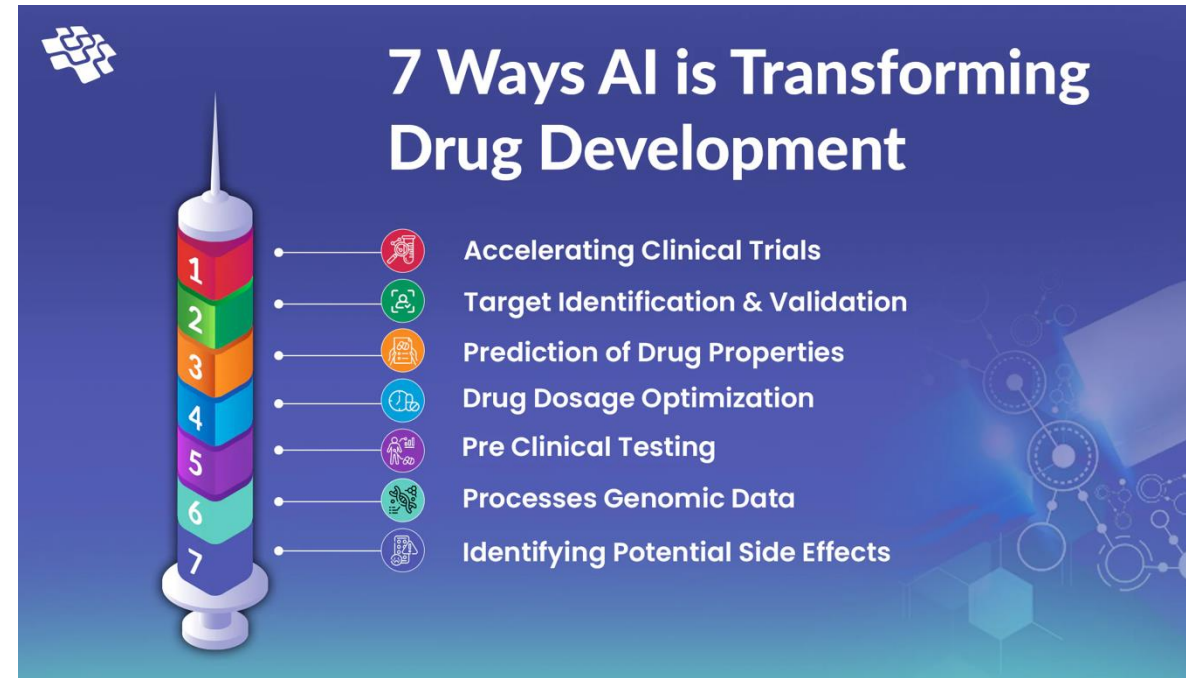 7 Ways AI is Transforming
Drug Development
1
Accelerating Clinical Trials
2
Target Identification & Validation
3
Prediction of Drug Properties
4
Drug Dosage Optimization
5
Pre Clinical Testing
6
Processes Genomic Data
7
Identifying Potential Side Effects